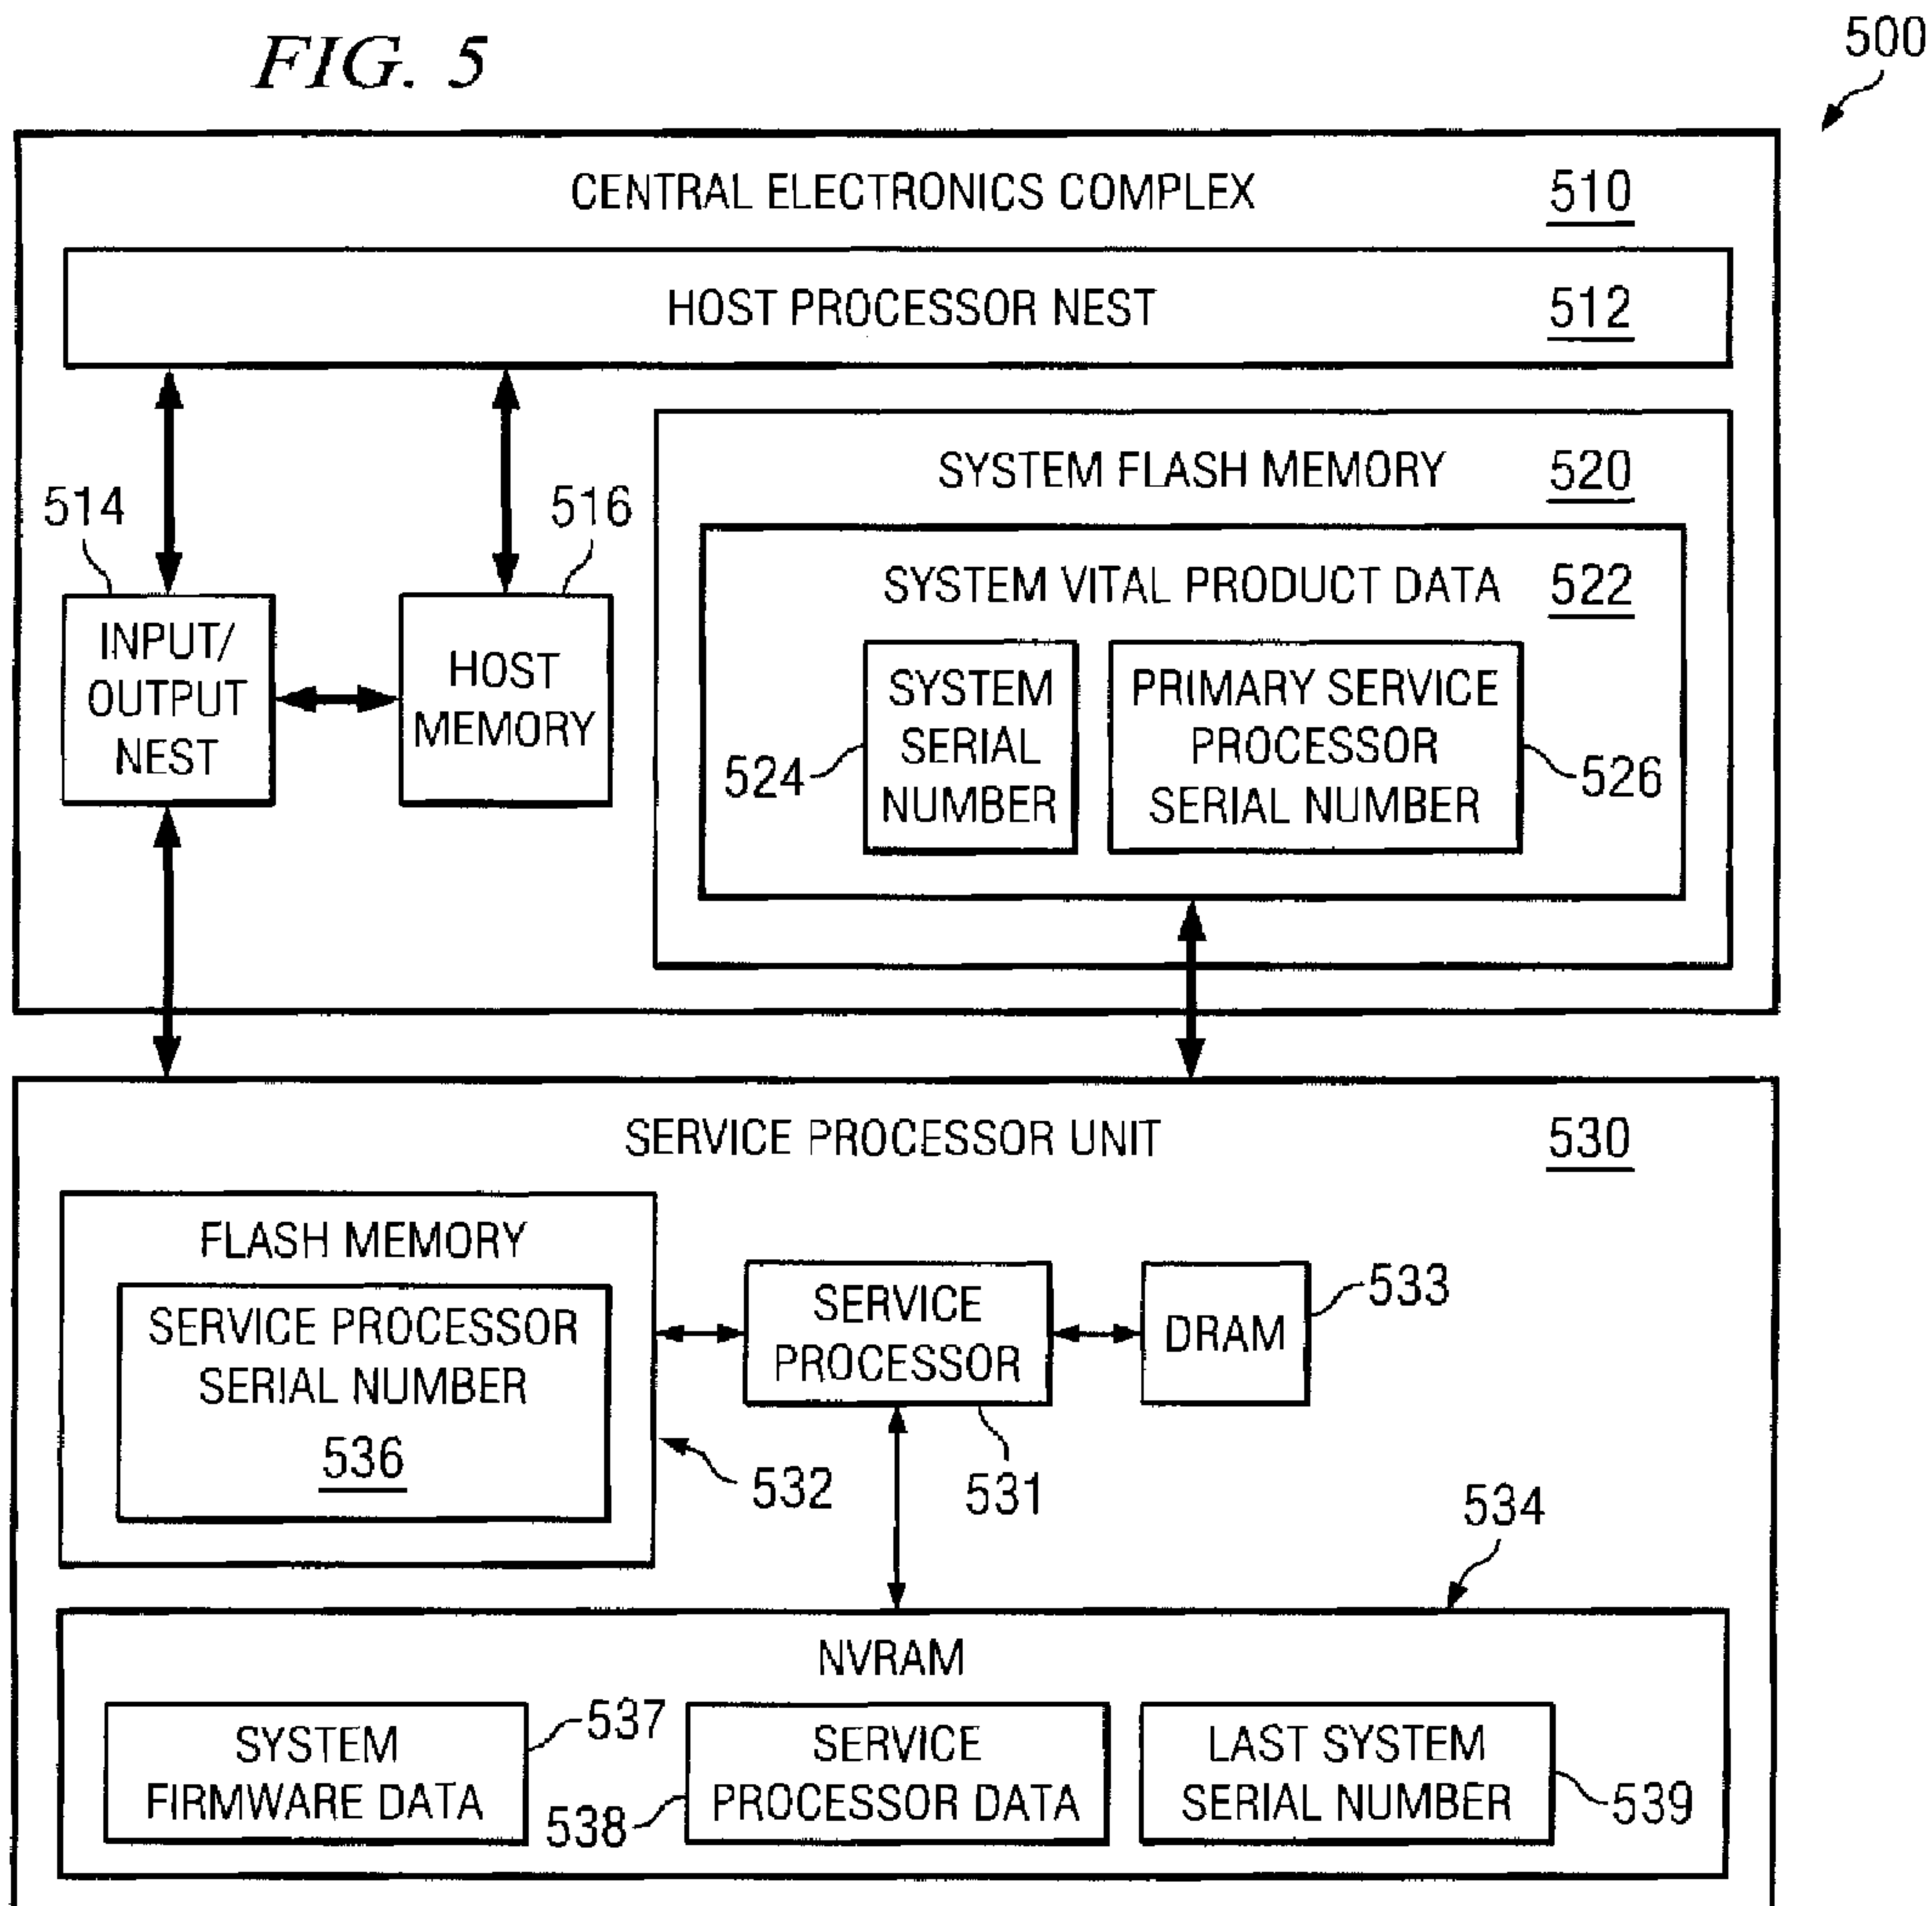 FIG. 5
500
CENTRAL ELECTRONICS COMPLEX 510
HOST PROCESSOR NEST 512
514
516
INPUT/
OUTPUT
NEST
HOST
MEMORY
SYSTEM FLASH MEMORY 520
SYSTEM VITAL PRODUCT DATA 522
524
SYSTEM
SERIAL
NUMBER
PRIMARY SERVICE
PROCESSOR
SERIAL NUMBER
526
SERVICE PROCESSOR UNIT 530
FLASH MEMORY
SERVICE PROCESSOR
SERIAL NUMBER
536
532
SERVICE
PROCESSOR
531
DRAM
533
534
NVRAM
SYSTEM
FIRMWARE DATA
537
538
SERVICE
PROCESSOR DATA
LAST SYSTEM
SERIAL NUMBER
539